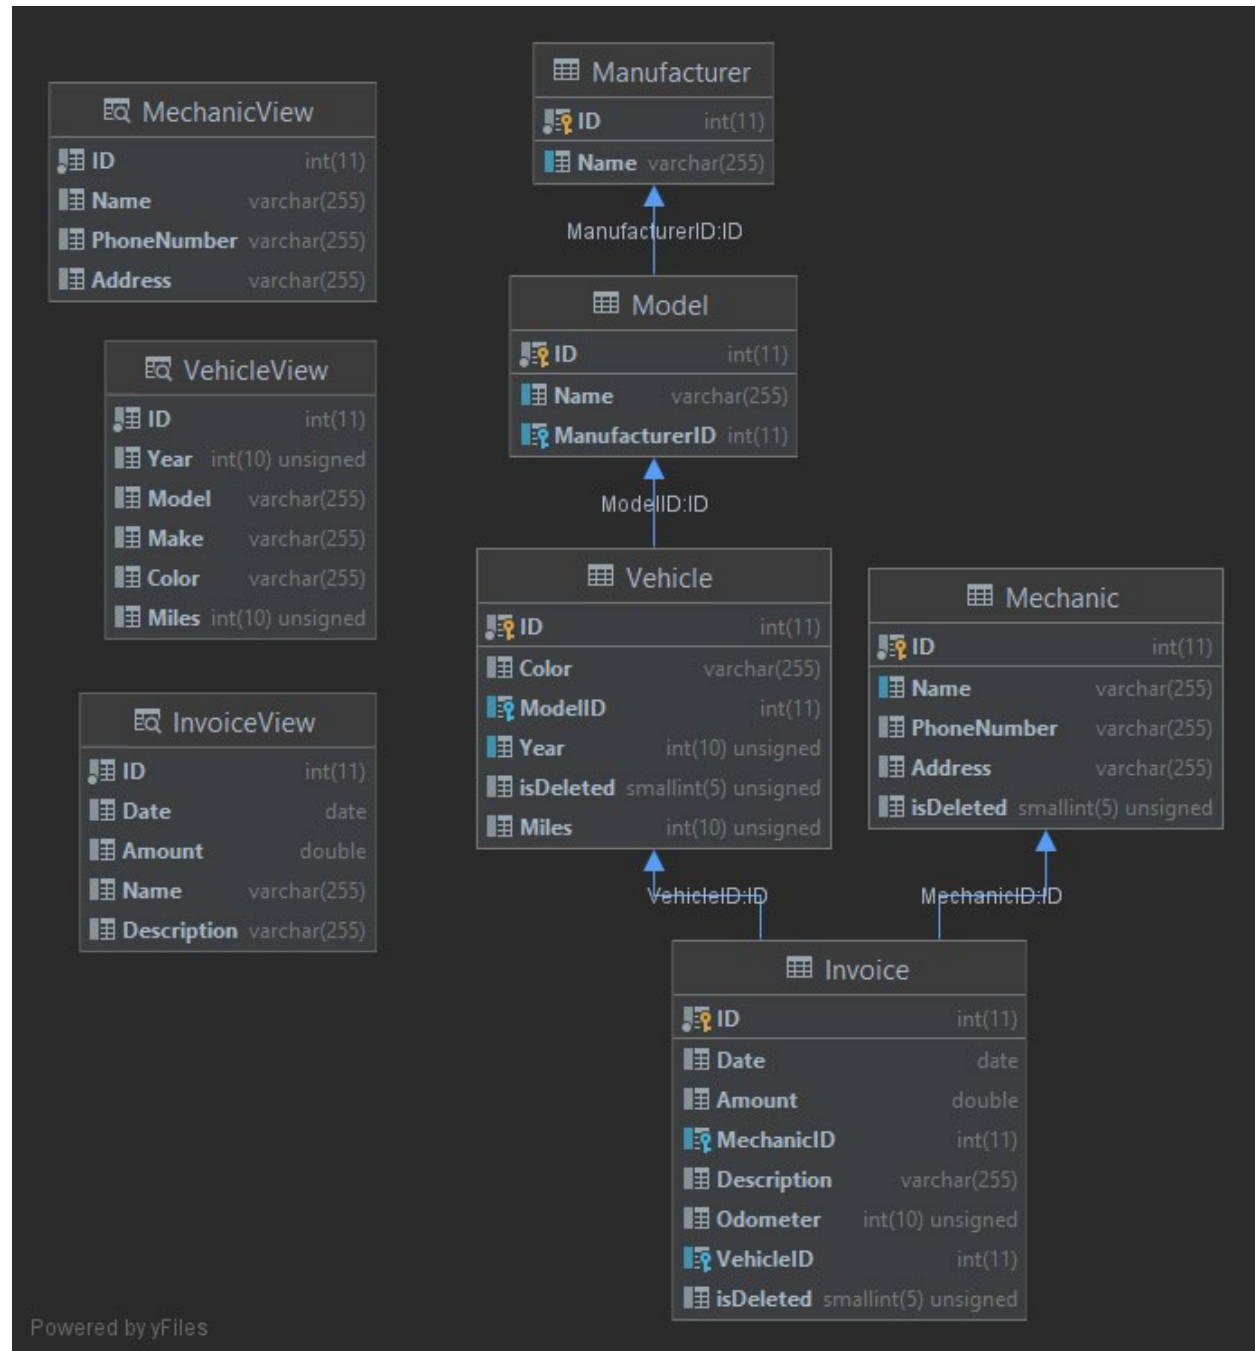 MechanicView
ID int(11)
Name varchar(255)
PhoneNumber varchar(255)
Address varchar(255)
VehicleView
ID int(11)
Year int(10) unsigned
Model varchar(255)
Make varchar(255)
Color varchar(255)
Miles int(10) unsigned
InvoiceView
ID int(11)
Date date
Amount double
Name varchar(255)
Description varchar(255)
Manufacturer
ID int(11)
Name varchar(255)
ManufacturerID:ID
Model
ID int(11)
Name varchar(255)
ManufacturerID int(11)
ModelID:ID
Vehicle
ID int(11)
Color varchar(255)
ModelID int(11)
Year int(10) unsigned
isDeleted smallint(5) unsigned
Miles int(10) unsigned
Mechanic
ID int(11)
Name varchar(255)
PhoneNumber varchar(255)
Address varchar(255)
isDeleted smallint(5) unsigned
VehicleID:ID
MechanicID:ID
Invoice
ID int(11)
Date date
Amount double
MechanicID int(11)
Description varchar(255)
Odometer int(10) unsigned
VehicleID int(11)
isDeleted smallint(5) unsigned
Powered by yFiles